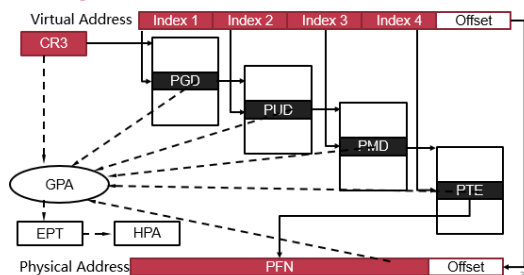 Virtual Address Index 1 Index 2 Index 3 Index 4 Offset
CR3
PGD
PUD
PMD
GPA
PTE
EPT HPA
Physical Address PFN Offset